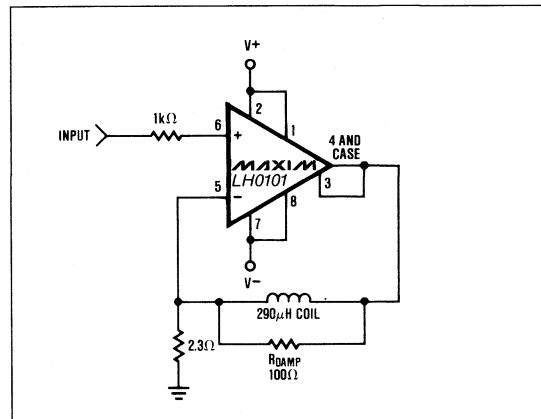 V+
1kΩ
INPUT
6
+
2
1
4 AND
CASE
MAXIM
LH0101
3
5
−
8
7
V−
290μH COIL
2.3Ω
RDAMP
100Ω